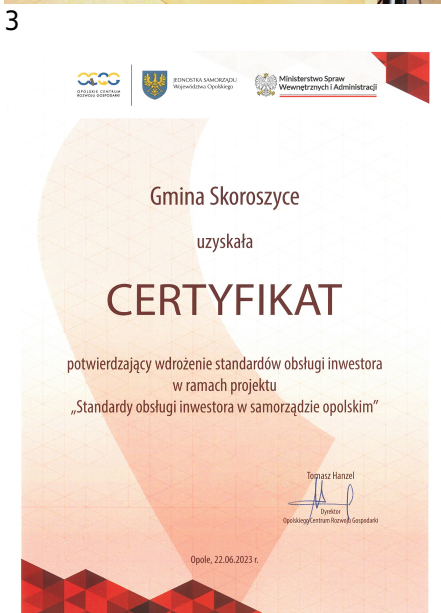 3
OPOLSKIE CENTRUM
ROZWOJU GOSPODARKI
JEDNOSTKA SAMORZĄDU
Województwa Opolskiego
Ministerstwo Spraw
Wewnętrznych i Administracji
Gmina Skoroszyce
uzyskała
CERTYFIKAT
potwierdzający wdrożenie standardów obsługi inwestora
w ramach projektu
„Standardy obsługi inwestora w samorządzie opolskim”
Tomasz Hanzel
Dyrektor
Opolskiego Centrum Rozwoju Gospodarki
Opole, 22.06.2023 r.